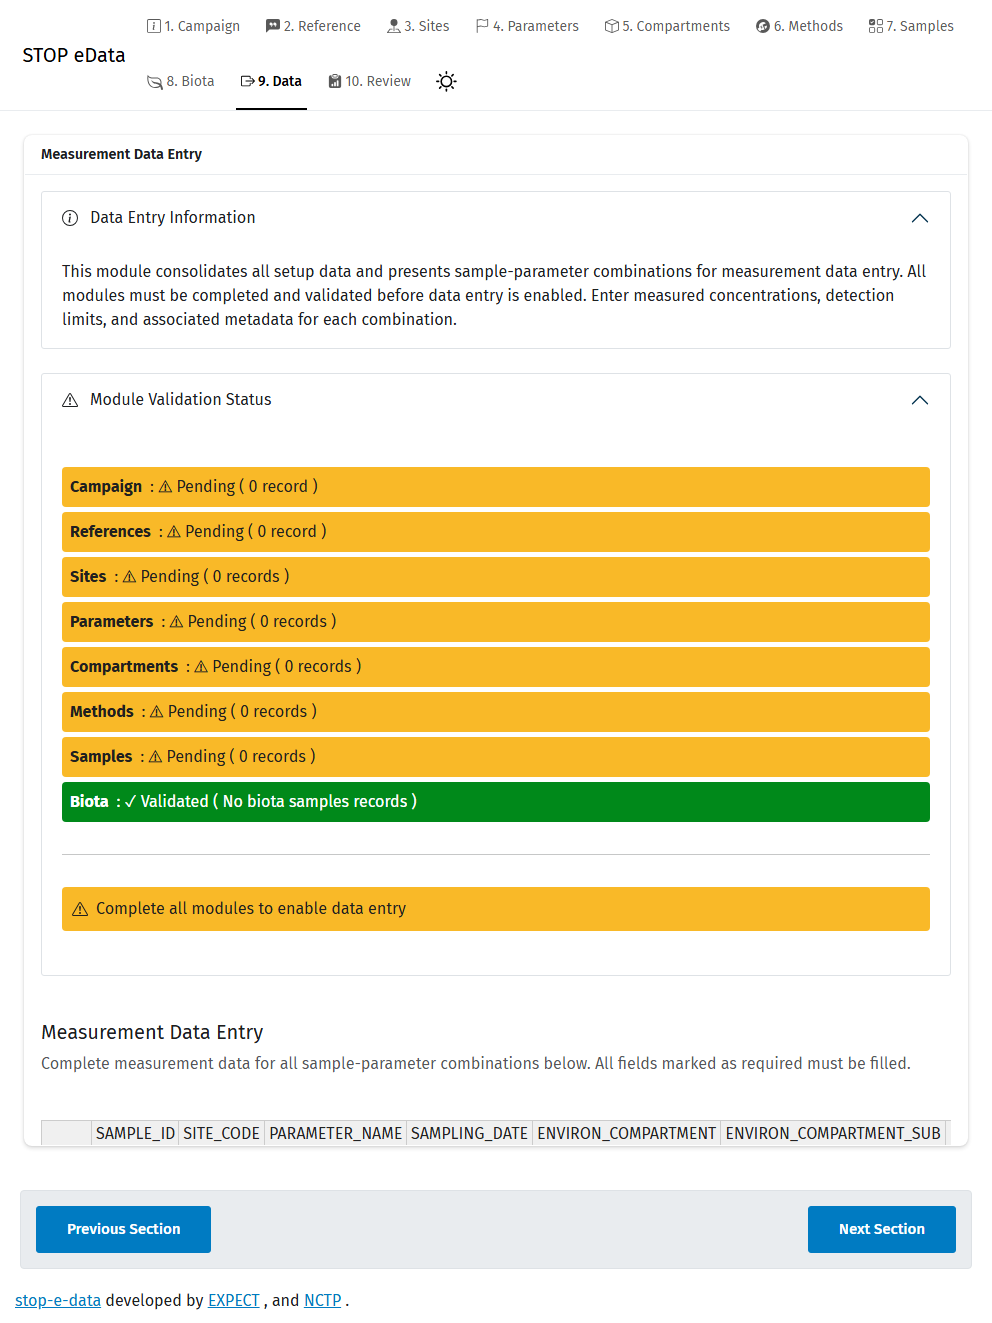 STOP eData
1. Campaign
2. Reference
3. Sites
4. Parameters
5. Compartments
6. Methods
7. Samples
8. Biota
9. Data
10. Review
Measurement Data Entry
Data Entry Information
This module consolidates all setup data and presents sample-parameter combinations for measurement data entry. All
modules must be completed and validated before data entry is enabled. Enter measured concentrations, detection
limits, and associated metadata for each combination.
Module Validation Status
Campaign : ⚠ Pending ( 0 record )
References : ⚠ Pending ( 0 record )
Sites : ⚠ Pending ( 0 records )
Parameters : ⚠ Pending ( 0 records )
Compartments : ⚠ Pending ( 0 records )
Methods : ⚠ Pending ( 0 records )
Samples : ⚠ Pending ( 0 records )
Biota : ✓ Validated ( No biota samples records )
Complete all modules to enable data entry
Measurement Data Entry
Complete measurement data for all sample-parameter combinations below. All fields marked as required must be filled.
SAMPLE_ID SITE_CODE PARAMETER_NAME SAMPLING_DATE ENVIRON_COMPARTMENT ENVIRON_COMPARTMENT_SUB
Previous Section
Next Section
stop-e-data developed by EXPECT , and NCTP .